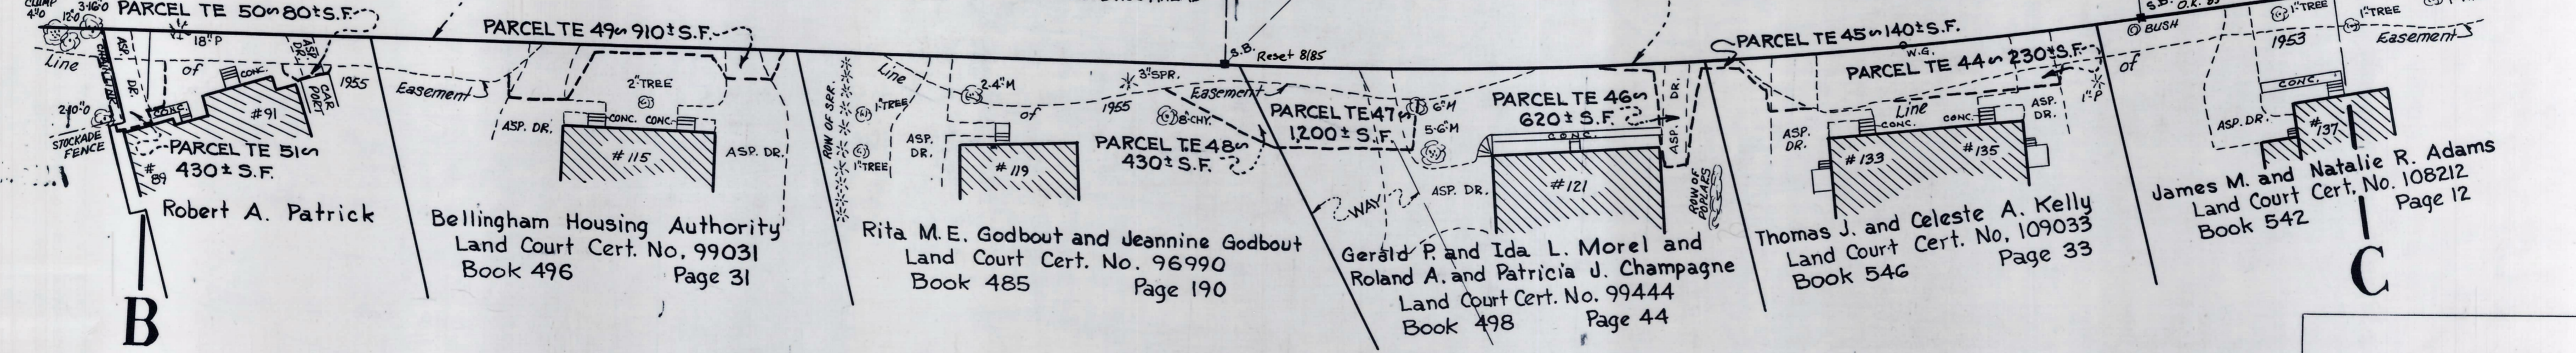 CLUMP
4"O
12"O
3-16"O
PARCEL TE 50 80± S.F.
18" P
ASP.
DR.
ASP.
DR.
CHAIN LINK
Line
of
1955
Easement
CONC.
CONC.
CAR
PORT
2-10"O
STOCKADE
FENCE
#91
#89
PARCEL TE 51
430± S.F.
Robert A. Patrick
B
PARCEL TE 49 910± S.F.
2" TREE
ASP. DR.
CONC.
CONC.
#115
ASP. DR.
Bellingham Housing Authority
Land Court Cert. No. 99031
Book 496 Page 31
ROW OF SPR.
1" TREE
1" TREE
Line
of
1955
Easement
2-4" M
3" SPR.
8" CHY.
S.B.
Reset 8/85
ASP.
DR.
#119
PARCEL TE 48
430± S.F.
Rita M.E. Godbout and Jeannine Godbout
Land Court Cert. No. 96990
Book 485 Page 190
PARCEL TE 47
1,200± S.F.
6" M
5-6" M
WAY
PARCEL TE 46
620± S.F.
CONC.
ASP. DR.
ASP. DR.
#121
ROW OF
POPLARS
Gerald P. and Ida L. Morel and
Roland A. and Patricia J. Champagne
Land Court Cert. No. 99444
Book 498 Page 44
PARCEL TE 45 140± S.F.
W.G.
PARCEL TE 44 230± S.F.
Line
of
1953
Easement
1" P
ASP.
DR.
CONC.
CONC.
ASP.
DR.
#133
#135
Thomas J. and Celeste A. Kelly
Land Court Cert. No. 109033
Book 546 Page 33
S.B. O.K.
BUSH
1" TREE
1" TREE
CONC.
ASP. DR.
#137
James M. and Natalie R. Adams
Land Court Cert. No. 108212
Book 542 Page 12
C